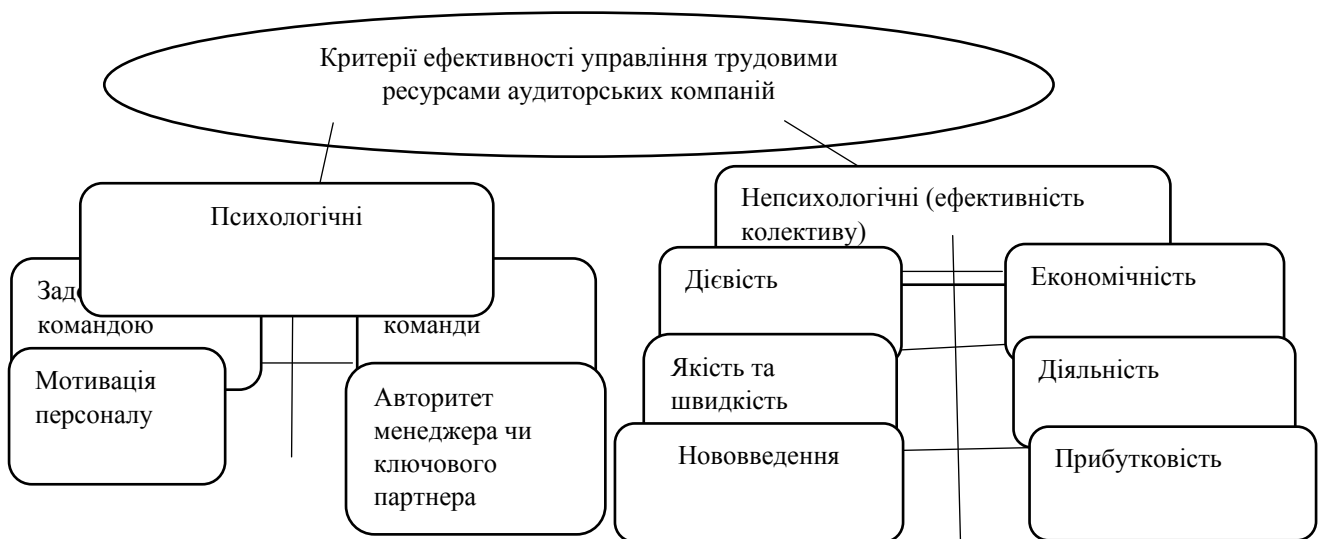 Критерії ефективності управління трудовими
ресурсами аудиторських компаній
Психологічні
командою
команди
Мотивація
персоналу
Авторитет
менеджера чи
ключового
партнера
Непсихологічні (ефективність
колективу)
Дієвість
Економічність
Якість та
швидкість
Діяльність
Нововведення
Прибутковість